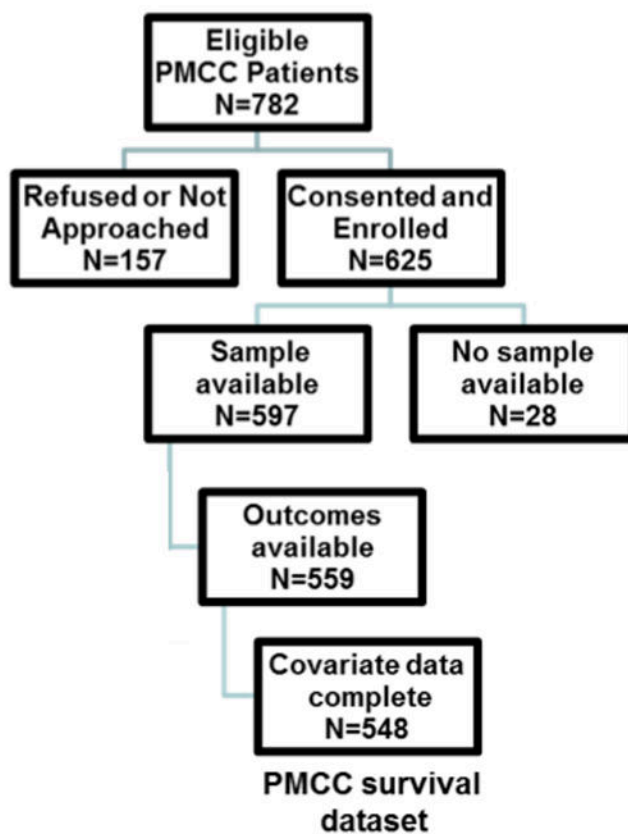 Eligible
PMCC Patients
N=782
Refused or Not
Approached
N=157
Consented and
Enrolled
N=625
Sample
available
N=597
No sample
available
N=28
Outcomes
available
N=559
Covariate data
complete
N=548
PMCC survival
dataset